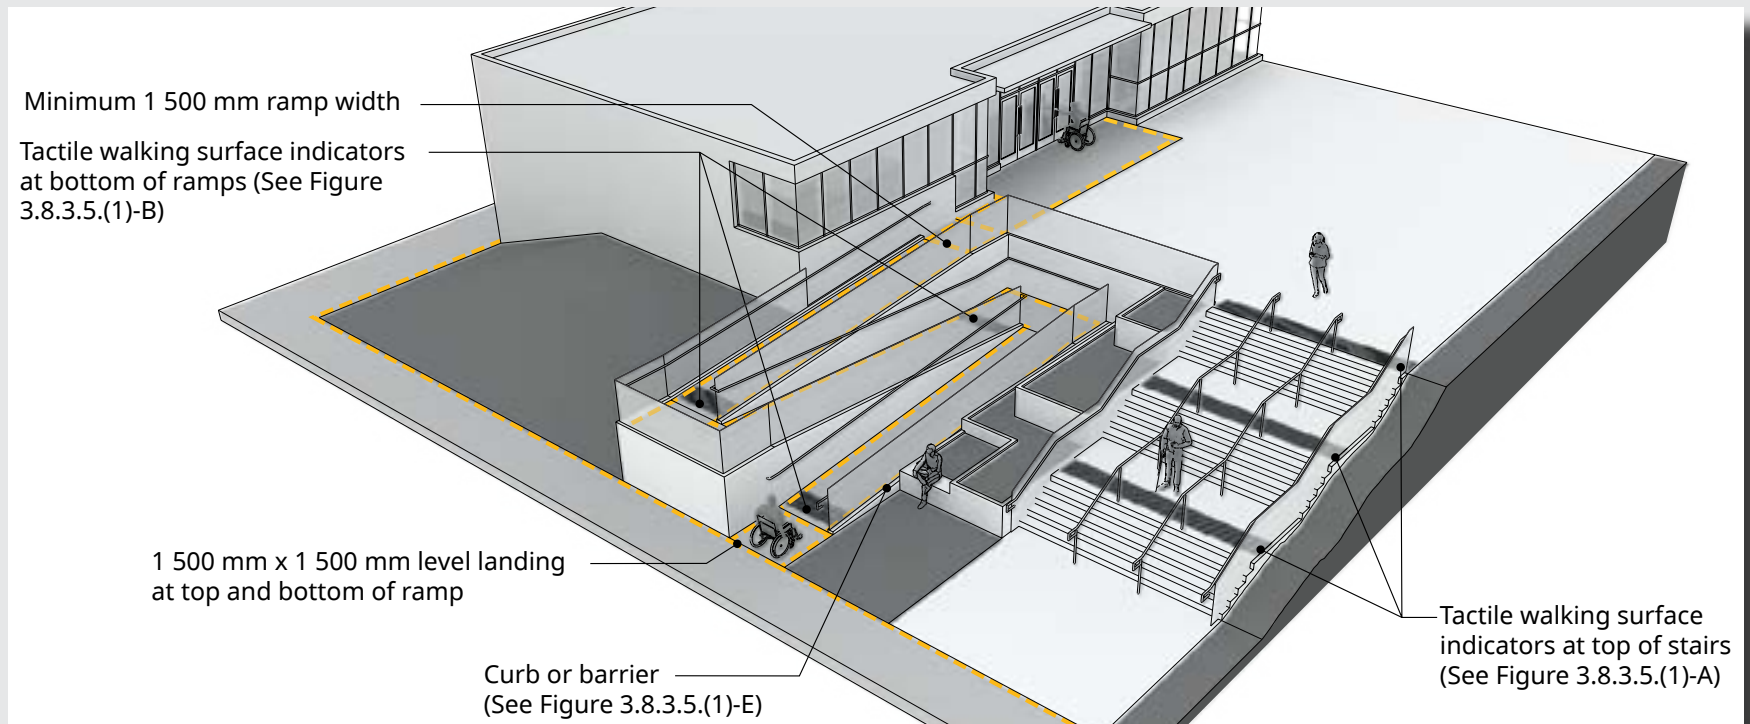 Minimum 1 500 mm ramp width
Tactile walking surface indicators
at bottom of ramps (See Figure
3.8.3.5.(1)-B)
1 500 mm x 1 500 mm level landing
at top and bottom of ramp
Curb or barrier
(See Figure 3.8.3.5.(1)-E)
Tactile walking surface
indicators at top of stairs
(See Figure 3.8.3.5.(1)-A)